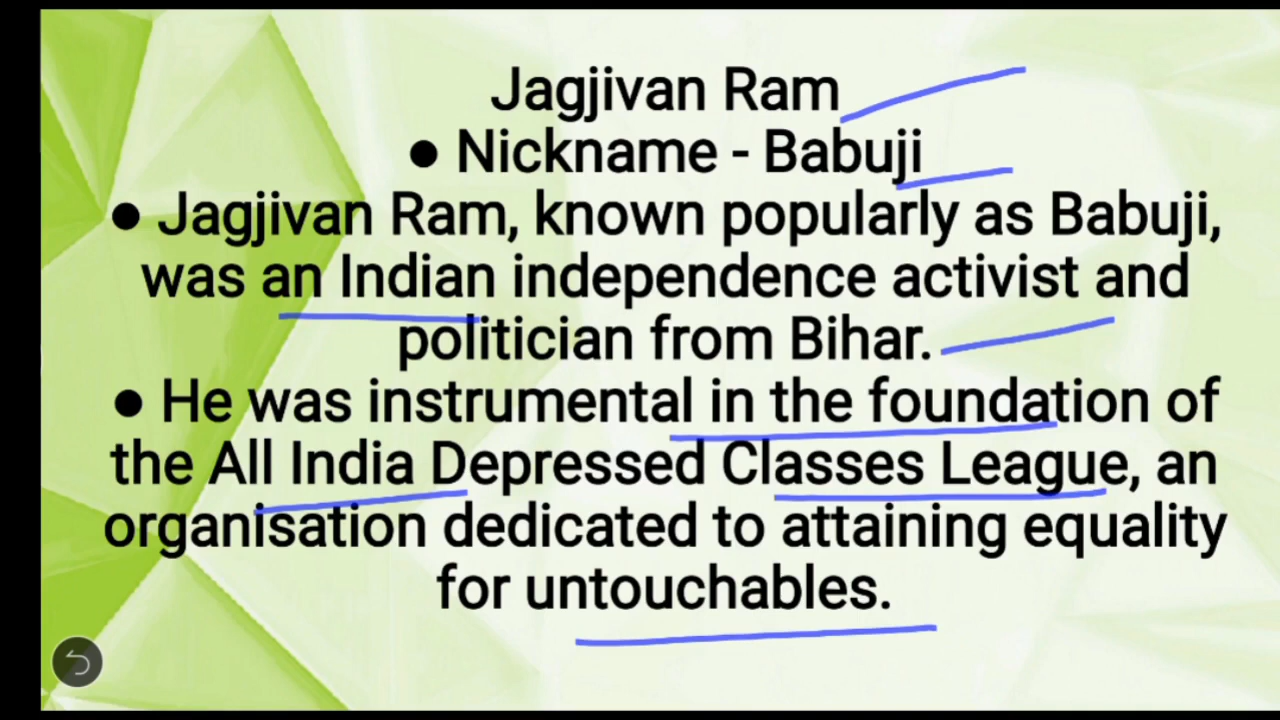 Jagjivan Ram
● Nickname - Babuji
● Jagjivan Ram, known popularly as Babuji,
was an Indian independence activist and
politician from Bihar.
● He was instrumental in the foundation of
the All India Depressed Classes League, an
organisation dedicated to attaining equality
for untouchables.